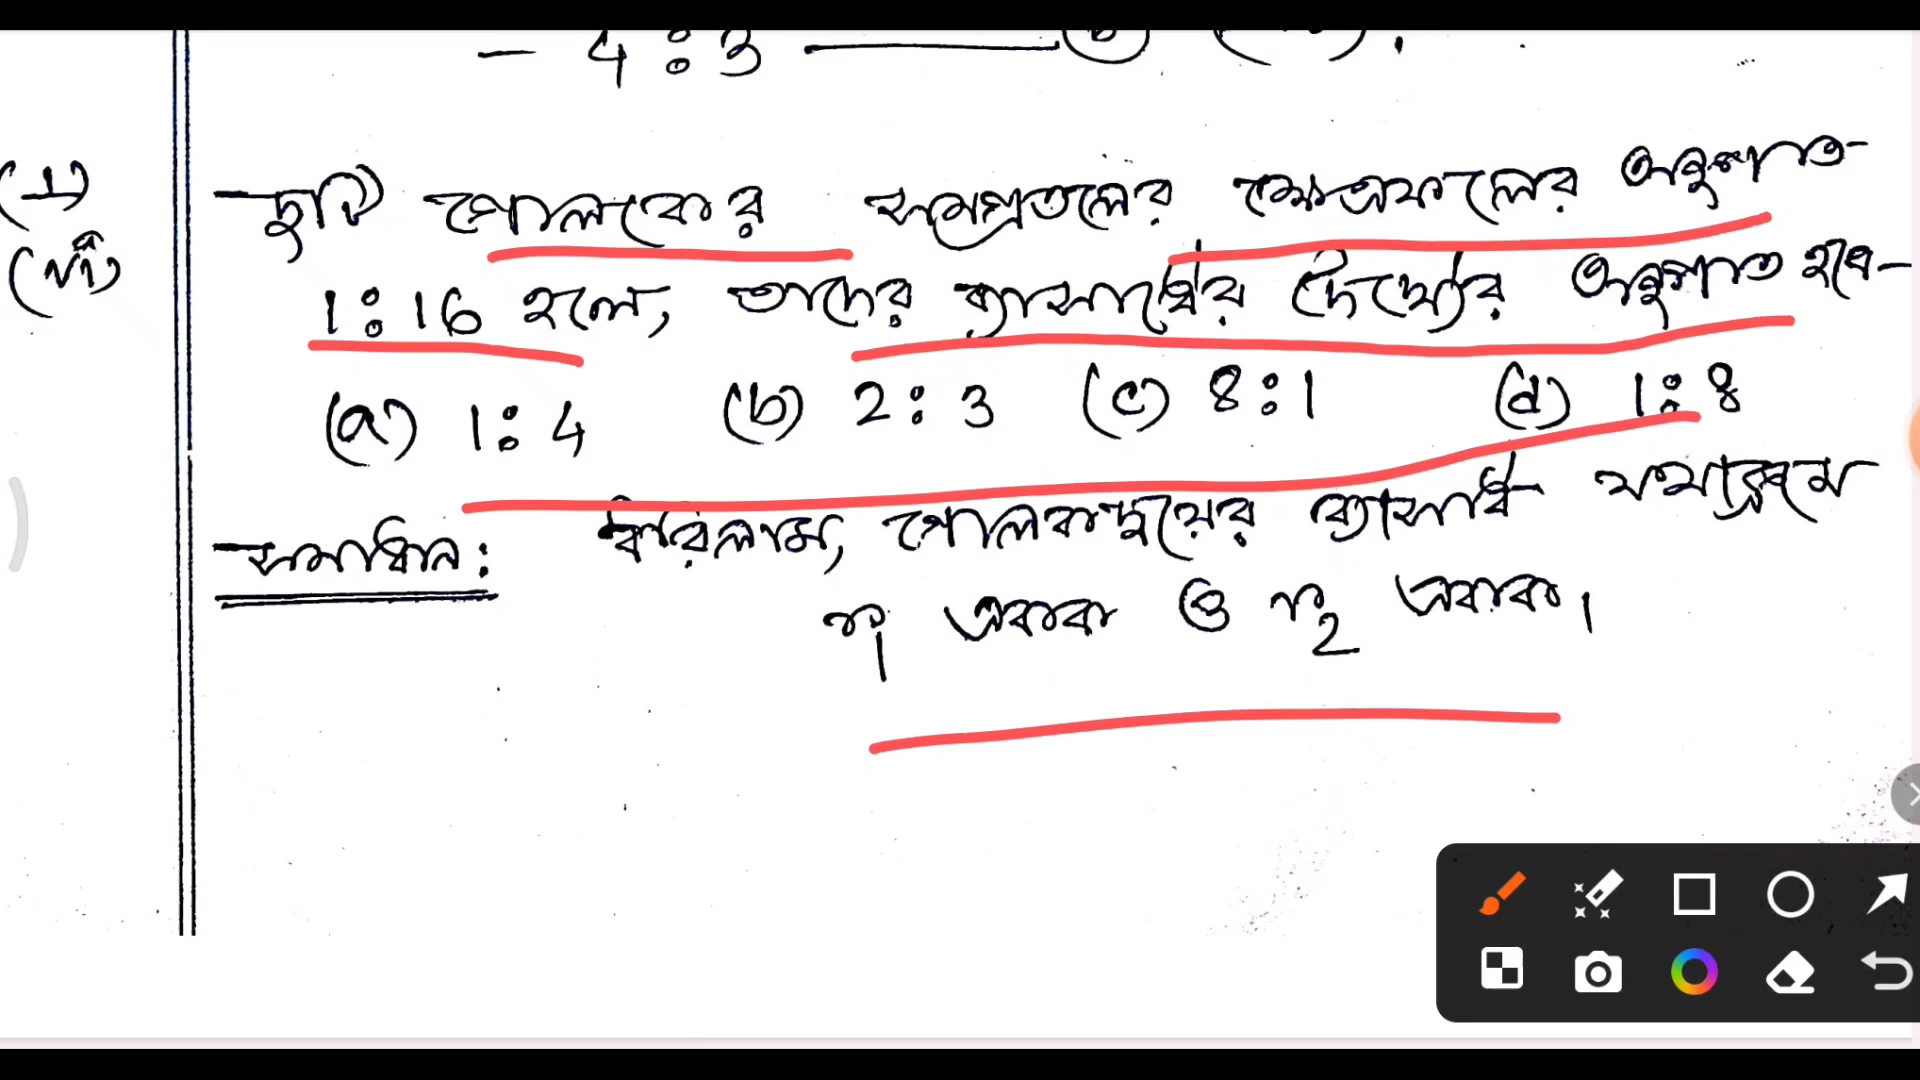 - 4 : 3
দুটি গোলকের সমগ্রতলের ক্ষেত্রফলের অনুপাত
1 : 16 হলে, তাদের ব্যাসার্ধের দৈর্ঘ্যের অনুপাত হবে-
(a) 1 : 4 (b) 2 : 3 (c) 8 : 1 (d) 1 : 8
সমাধান : ধরিলাম, গোলকদ্বয়ের ব্যাসার্ধ যথাক্রমে
r1 একক ও r2 একক।